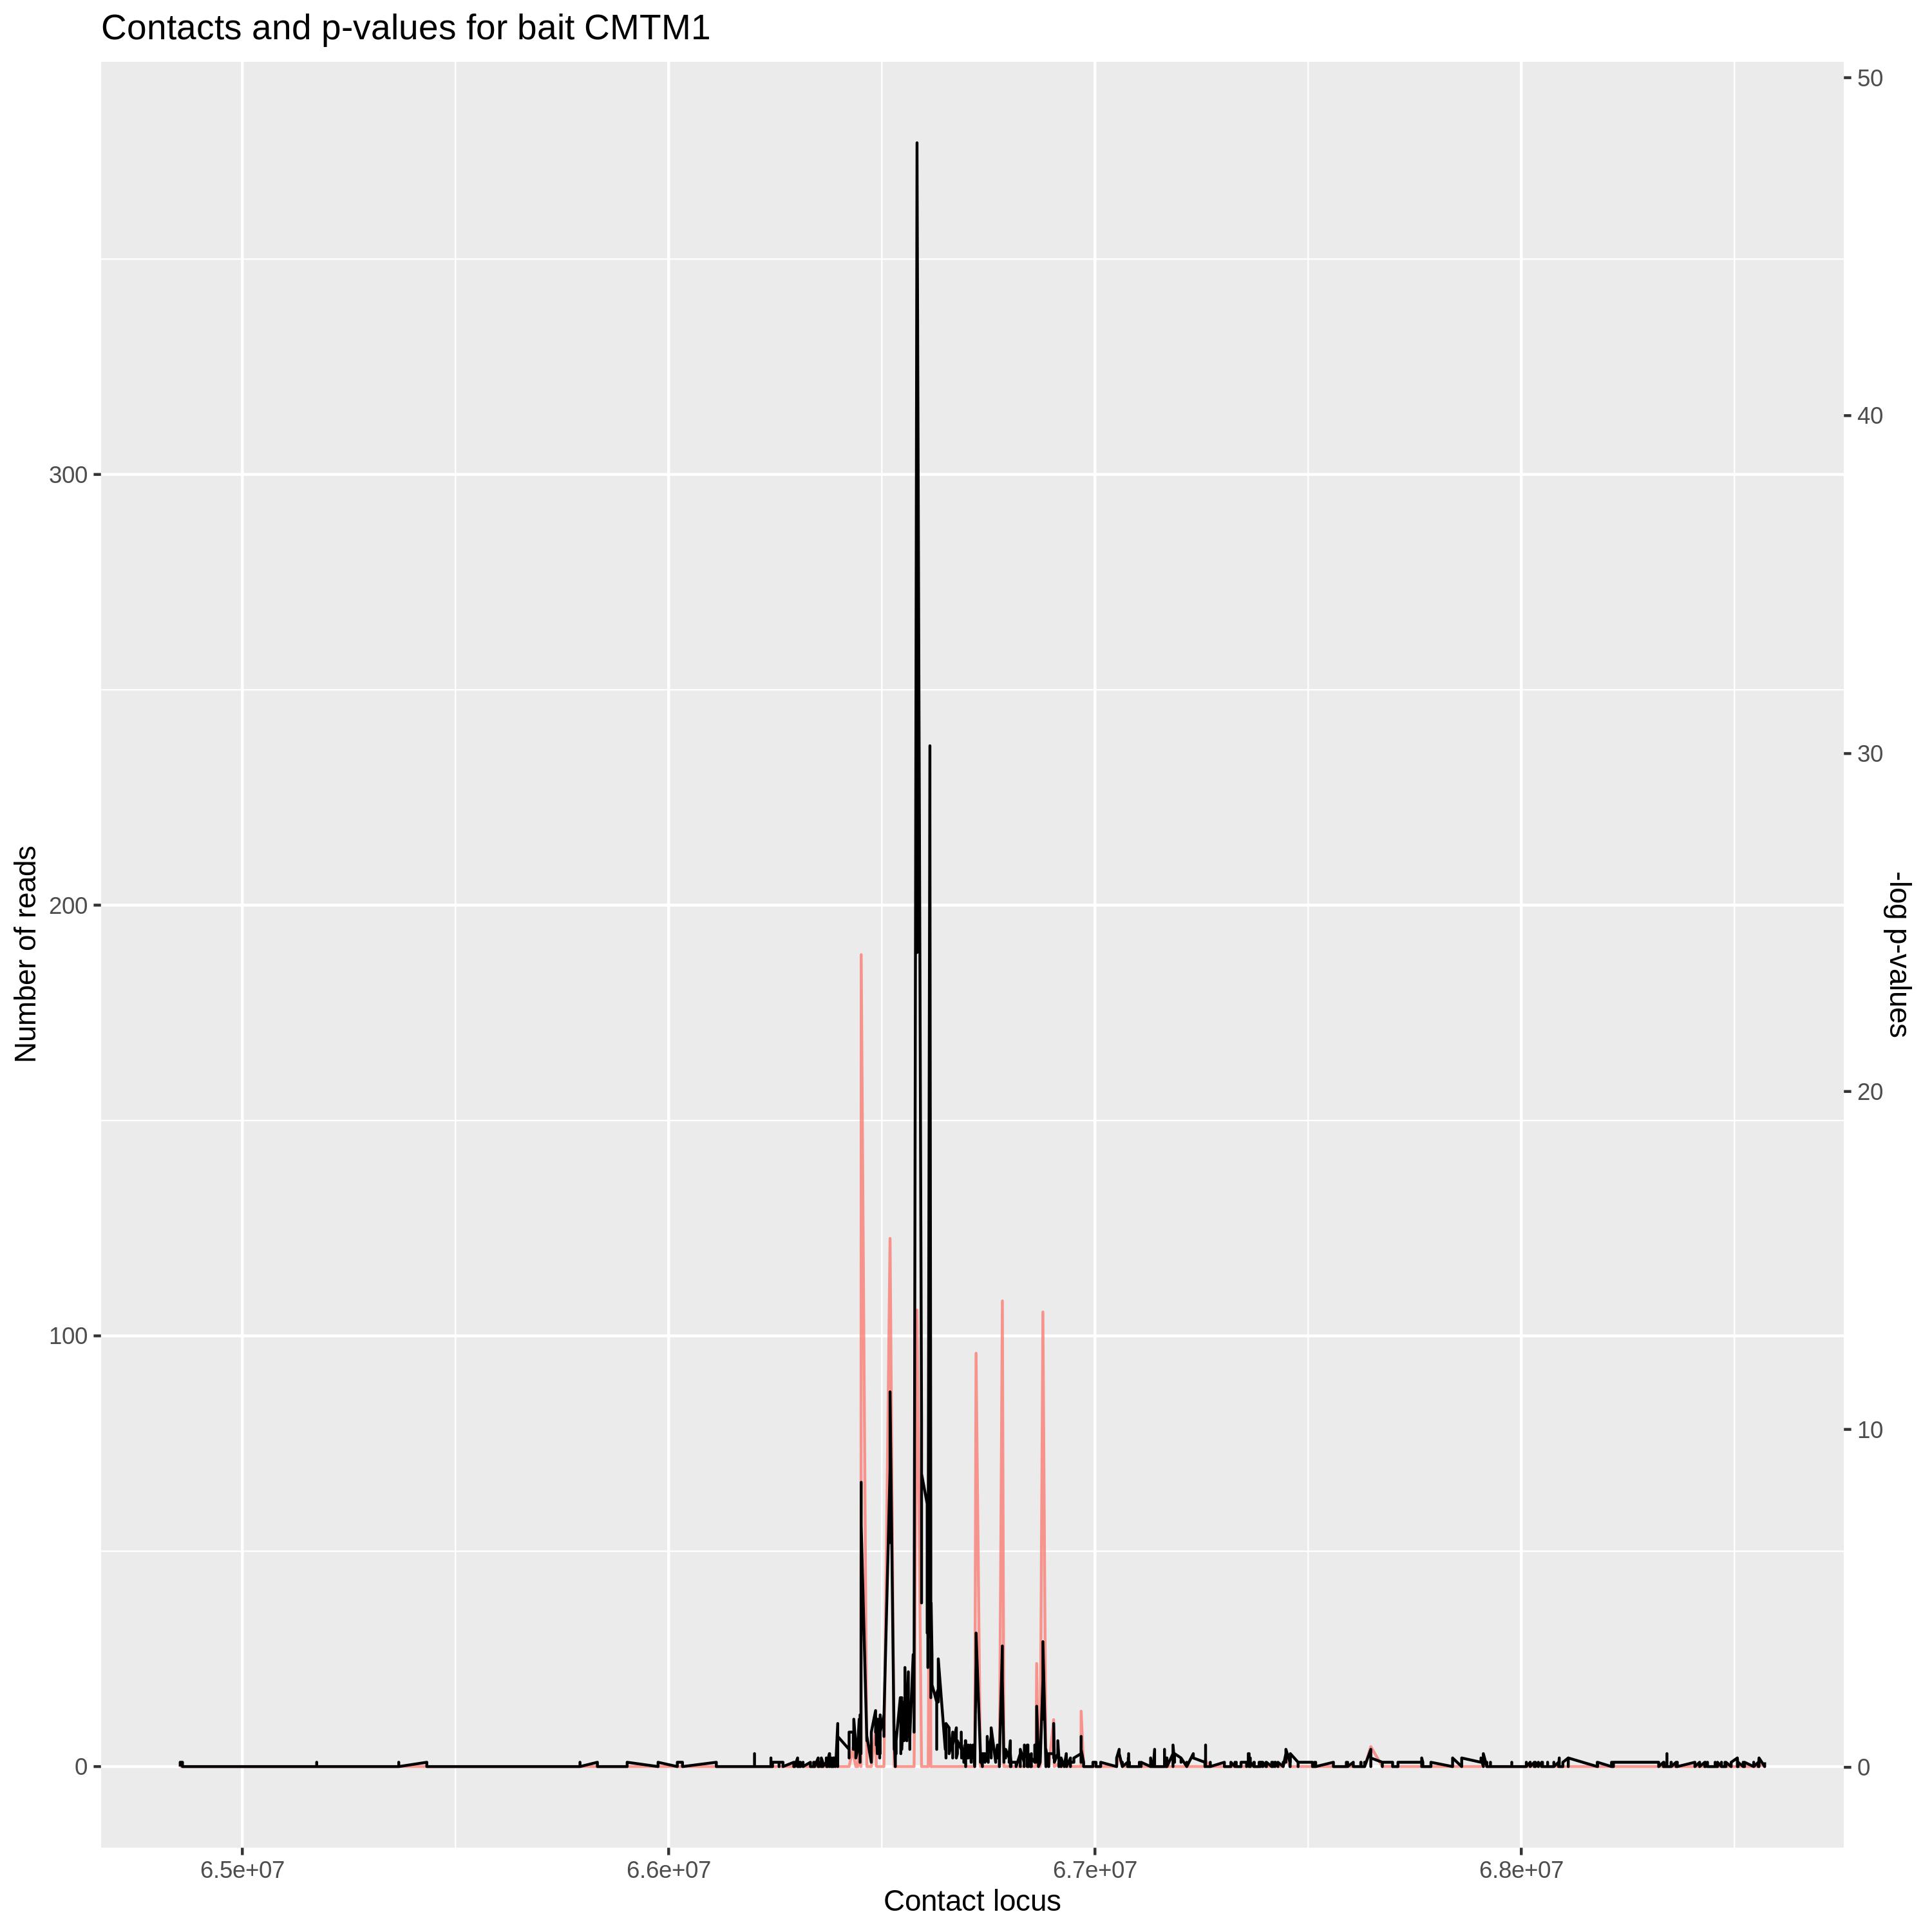 Contacts and p-values for bait CMTM1
50
40
300
30
200
20
100
10
0
0
Number of reads
-log p-values
6.5e+07
6.6e+07
6.7e+07
6.8e+07
Contact locus